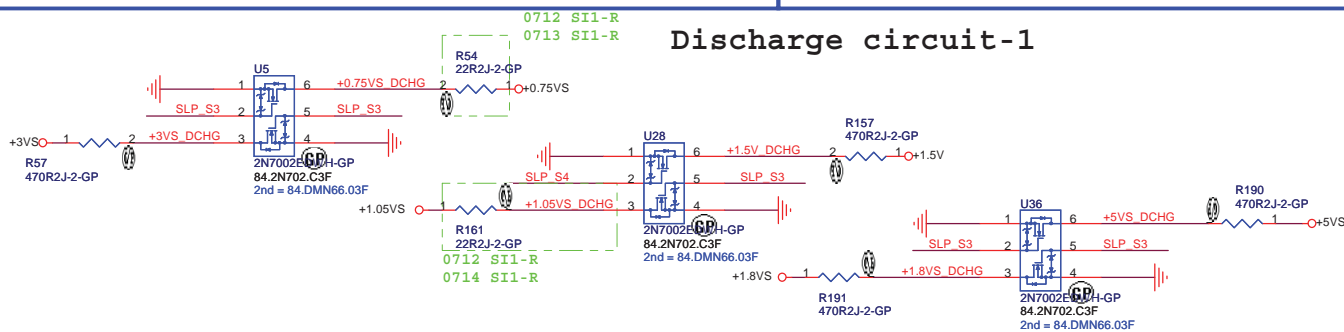 0712 SI1-R
0713 SI1-R
Discharge circuit-1
R54
22R2J-2-GP
U5
1
6
+0.75VS_DCHG
2
1
+0.75VS
SLP_S3
2
5
SLP_S3
+3VS
1
2
+3VS_DCHG
3
4
R57
470R2J-2-GP
GP
84.2N702.C3F
2nd = 84.DMN66.03F
U28
R157
470R2J-2-GP
1
6
+1.5V_DCHG
2
1
+1.5V
SLP_S4
2
5
SLP_S3
+1.05VS
1
+1.05VS_DCHG
3
4
R161
22R2J-2-GP
GP
84.2N702.C3F
2nd = 84.DMN66.03F
0712 SI1-R
0714 SI1-R
U36
R190
470R2J-2-GP
1
6
+5VS_DCHG
1
+5VS
SLP_S3
2
5
SLP_S3
+1.8VS
1
+1.8VS_DCHG
3
4
R191
470R2J-2-GP
GP
84.2N702.C3F
2nd = 84.DMN66.03F